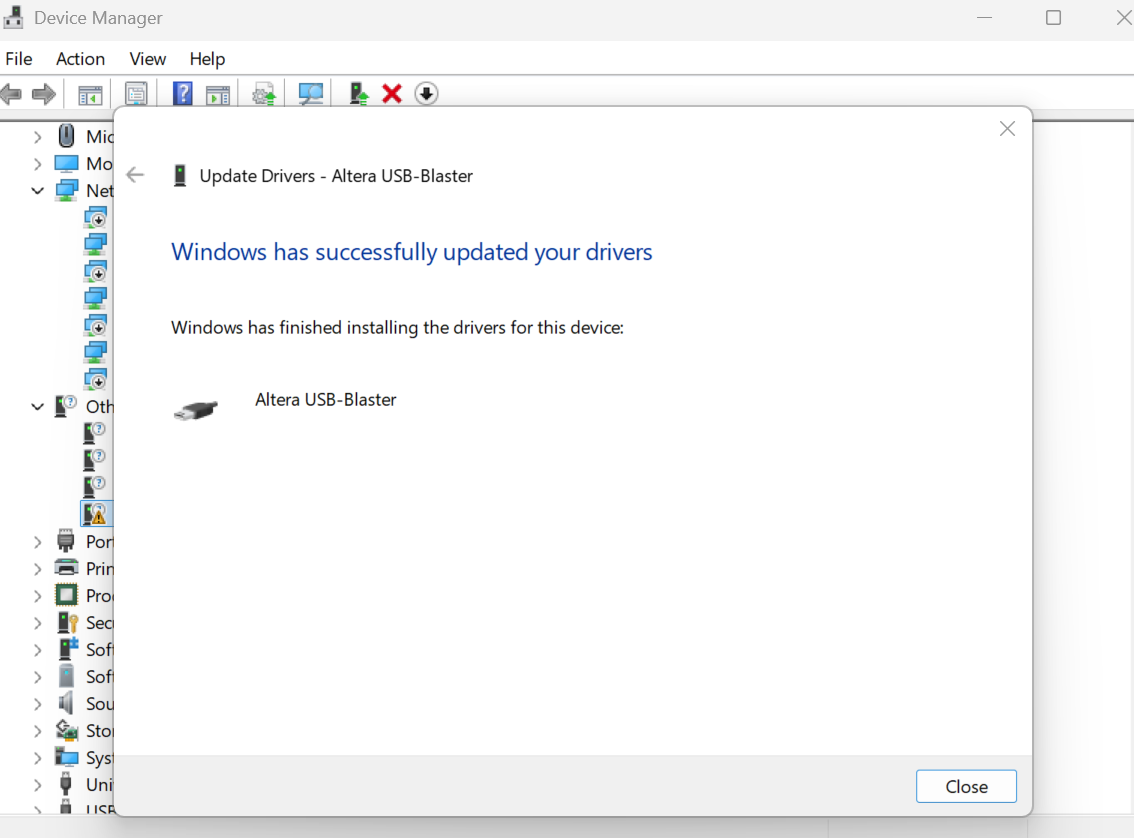 Device Manager
File Action View Help
Mic
Mo
Net
Oth
Por
Prin
Proc
Sec
Soft
Soft
Sou
Stor
Syst
Uni
USB
Update Drivers - Altera USB-Blaster
Windows has successfully updated your drivers
Windows has finished installing the drivers for this device:
Altera USB-Blaster
Close